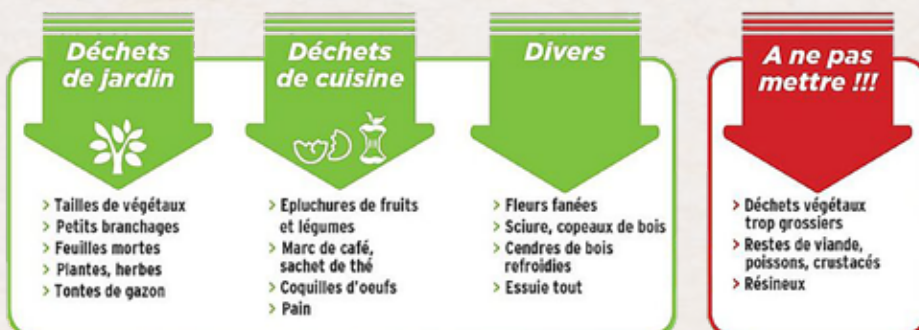 Déchets
de jardin
> Tailles de végétaux
> Petits branchages
> Feuilles mortes
> Plantes, herbes
> Tontes de gazon
Déchets
de cuisine
> Epluchures de fruits
et légumes
> Marc de café,
sachet de thé
> Coquilles d'oeufs
> Pain
Divers
> Fleurs fanées
> Sciure, copeaux de bois
> Cendres de bois
refroidies
> Essuie tout
A ne pas
mettre !!!
> Déchets végétaux
trop grossiers
> Restes de viande,
poissons, crustacés
> Résineux